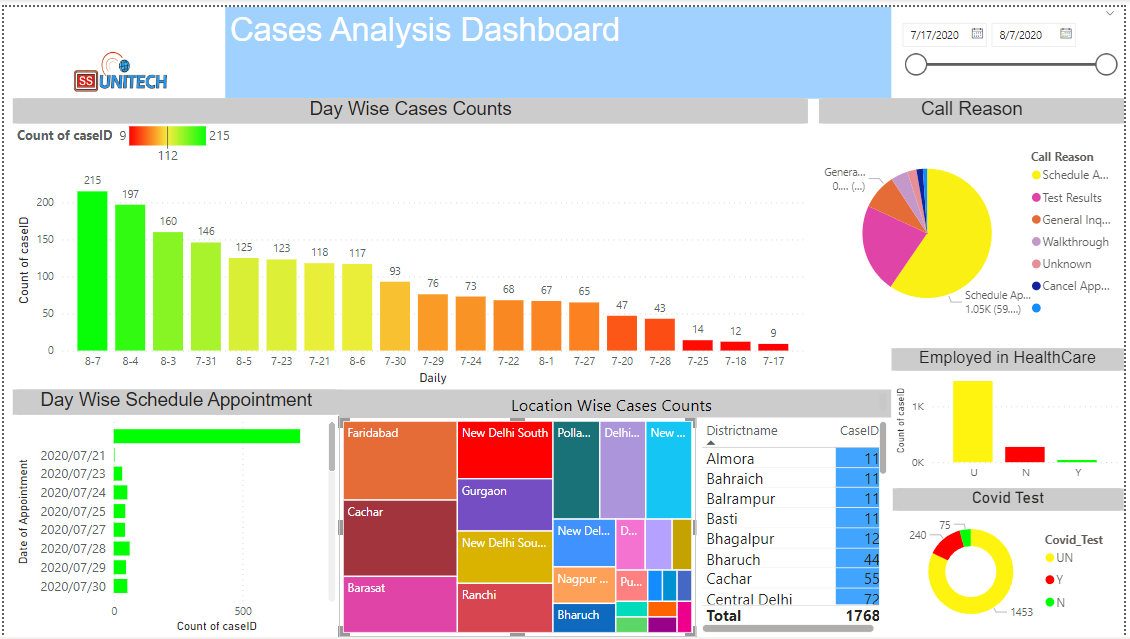 Cases Analysis Dashboard
SS UNITECH
7/17/2020
8/7/2020
Day Wise Cases Counts
Count of caseID 9 215
112
Count of caseID
200
150
100
50
0
215
197
160
146
125
123
118
117
93
76
73
68
67
65
47
43
14
12
9
8-7 8-4 8-3 7-31 8-5 7-23 7-21 8-6 7-30 7-29 7-24 7-22 8-1 7-27 7-20 7-28 7-25 7-18 7-17
Daily
Call Reason
Genera...
0.... (...)
Schedule Ap...
1.05K (59....)
Call Reason
Schedule A...
Test Results
General Inq...
Walkthrough
Unknown
Cancel App...
Day Wise Schedule Appointment
Date of Appointment
2020/07/21
2020/07/23
2020/07/24
2020/07/25
2020/07/27
2020/07/28
2020/07/29
2020/07/30
0 500
Count of caseID
Location Wise Cases Counts
Faridabad
Cachar
Barasat
New Delhi South
Gurgaon
New Delhi Sou...
Ranchi
Polla...
Delhi...
New ...
New Del...
D...
Nagpur ...
Pu...
Bharuch
Districtname CaseID
Almora 11
Bahraich 11
Balrampur 11
Basti 11
Bhagalpur 12
Bharuch 44
Cachar 55
Central Delhi 72
Total 1768
Employed in HealthCare
Count of caseID
1K
0K
U N Y
Covid Test
75
240
1453
Covid_Test
UN
Y
N